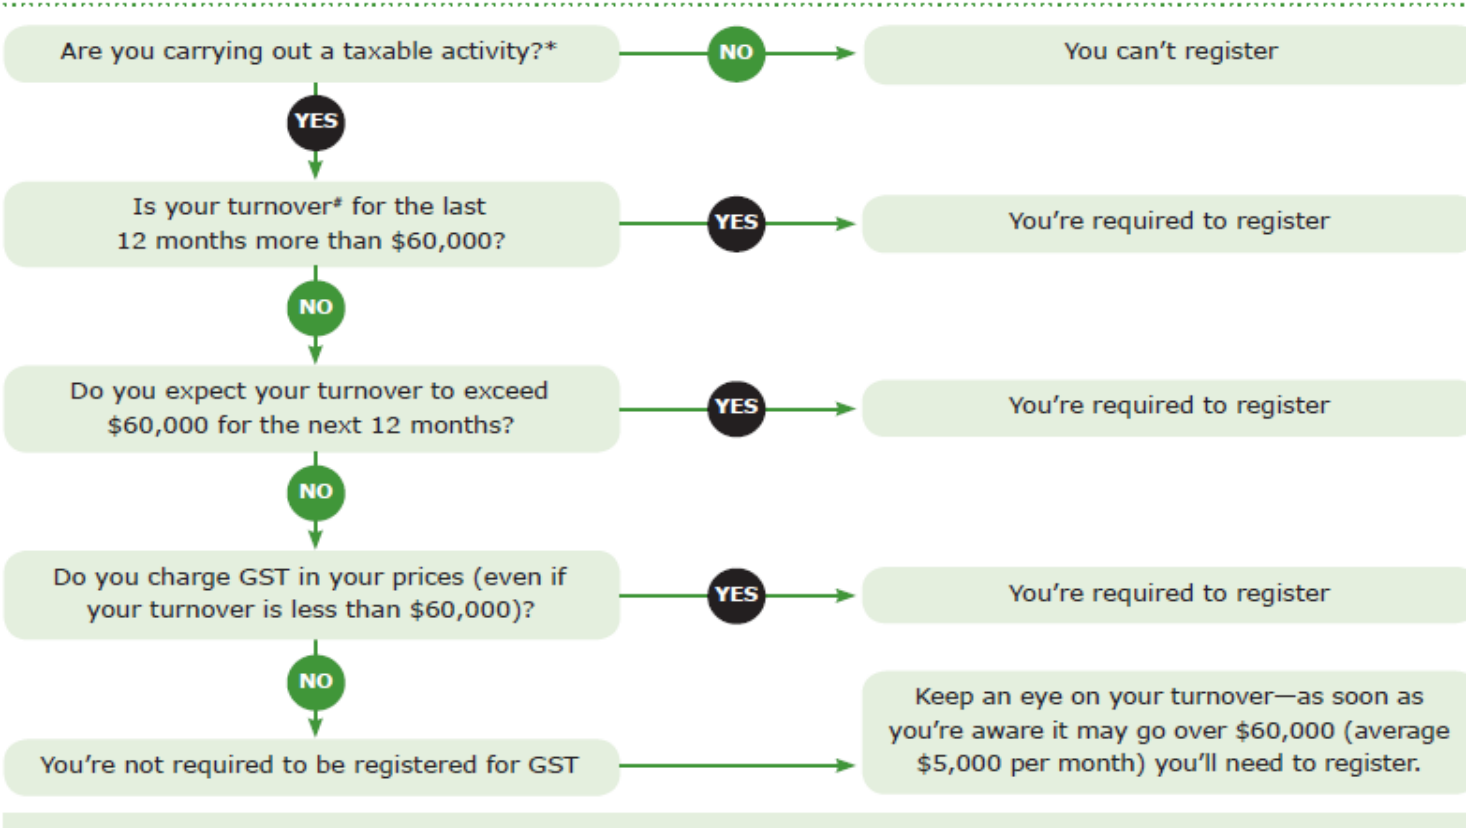 Are you carrying out a taxable activity?*
NO
You can’t register
YES
Is your turnover# for the last
12 months more than $60,000?
YES
You’re required to register
NO
Do you expect your turnover to exceed
$60,000 for the next 12 months?
YES
You’re required to register
NO
Do you charge GST in your prices (even if
your turnover is less than $60,000)?
YES
You’re required to register
NO
You’re not required to be registered for GST
Keep an eye on your turnover—as soon as
you’re aware it may go over $60,000 (average
$5,000 per month) you’ll need to register.